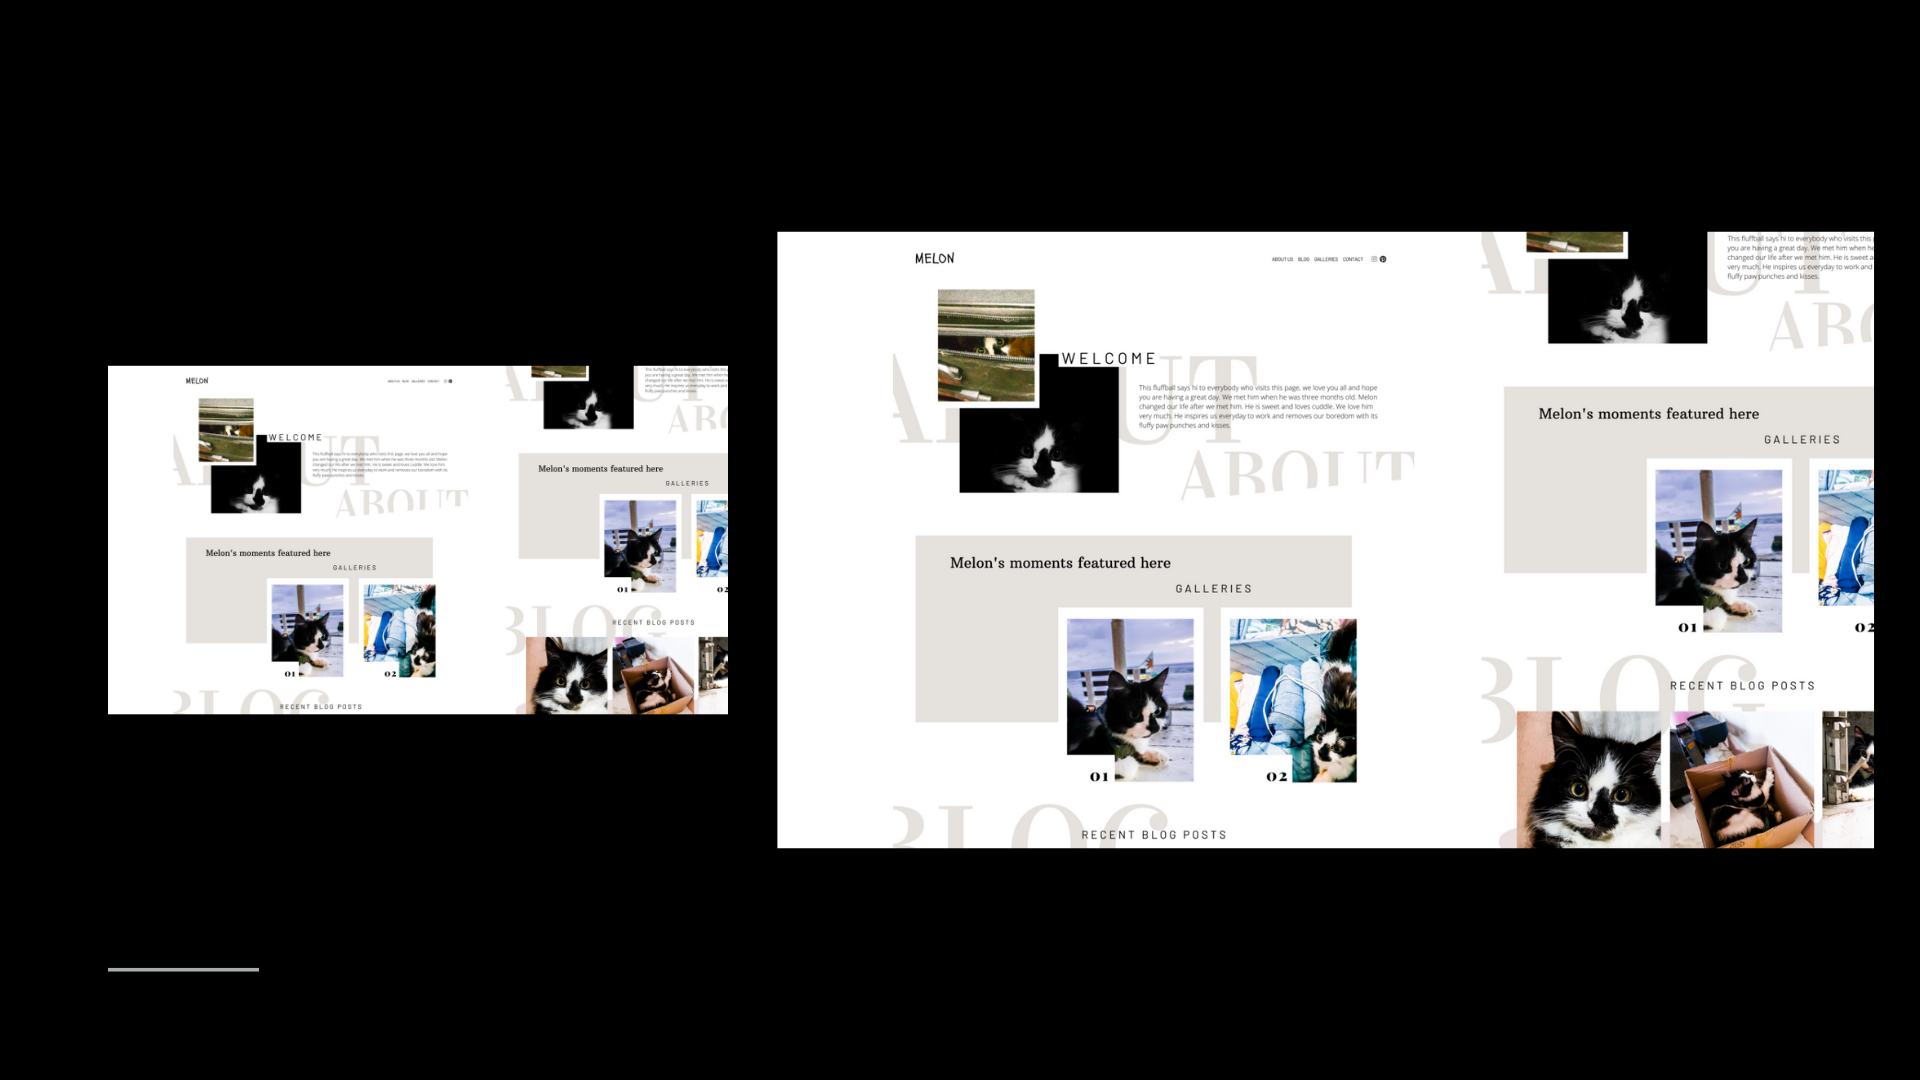 MELON
ABOUT US BLOG GALLERIES CONTACT
ABOUT
WELCOME
This fluffball says hi to everybody who visits this page, we love you all and hope
you are having a great day. We met him when he was three months old. Melon
changed our life after we met him. He is sweet and loves cuddle. We love him
very much. He inspires us everyday to work and removes our boredom with its
fluffy paw punches and kisses.
ABOUT
Melon's moments featured here
GALLERIES
01
02
BLOG
RECENT BLOG POSTS
This fluffball says hi to everybody who visits this
you are having a great day. We met him when he
changed our life after we met him. He is sweet a
very much. He inspires us everyday to work and
fluffy paw punches and kisses.
ABO
Melon's moments featured here
GALLERIES
01
02
BLOG
RECENT BLOG POSTS
MELON
ABOUT US BLOG GALLERIES CONTACT
ABOUT
WELCOME
This fluffball says hi to everybody who visits this page, we love you all and hope
you are having a great day. We met him when he was three months old. Melon
changed our life after we met him. He is sweet and loves cuddle. We love him
very much. He inspires us everyday to work and removes our boredom with its
fluffy paw punches and kisses.
ABOUT
Melon's moments featured here
GALLERIES
01
02
BLOG
RECENT BLOG POSTS
This fluffball says hi to everybody who visits this
you are having a great day. We met him when he
changed our life after we met him. He is sweet a
very much. He inspires us everyday to work and
fluffy paw punches and kisses.
ABO
Melon's moments featured here
GALLERIES
01
02
BLOG
RECENT BLOG POSTS